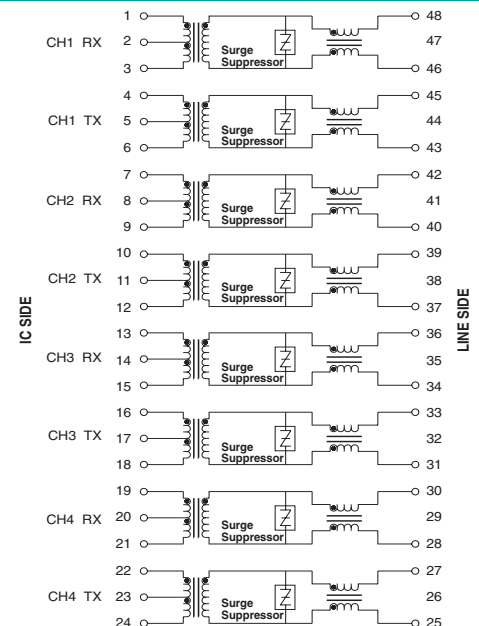 1 48
CH1 RX 2 47
3 Surge Suppressor 46
4 45
CH1 TX 5 44
6 Surge Suppressor 43
7 42
CH2 RX 8 41
9 Surge Suppressor 40
10 39
CH2 TX 11 38
12 Surge Suppressor 37
IC SIDE
LINE SIDE
13 36
CH3 RX 14 35
15 Surge Suppressor 34
16 33
CH3 TX 17 32
18 Surge Suppressor 31
19 30
CH4 RX 20 29
21 Surge Suppressor 28
22 27
CH4 TX 23 26
24 Surge Suppressor 25